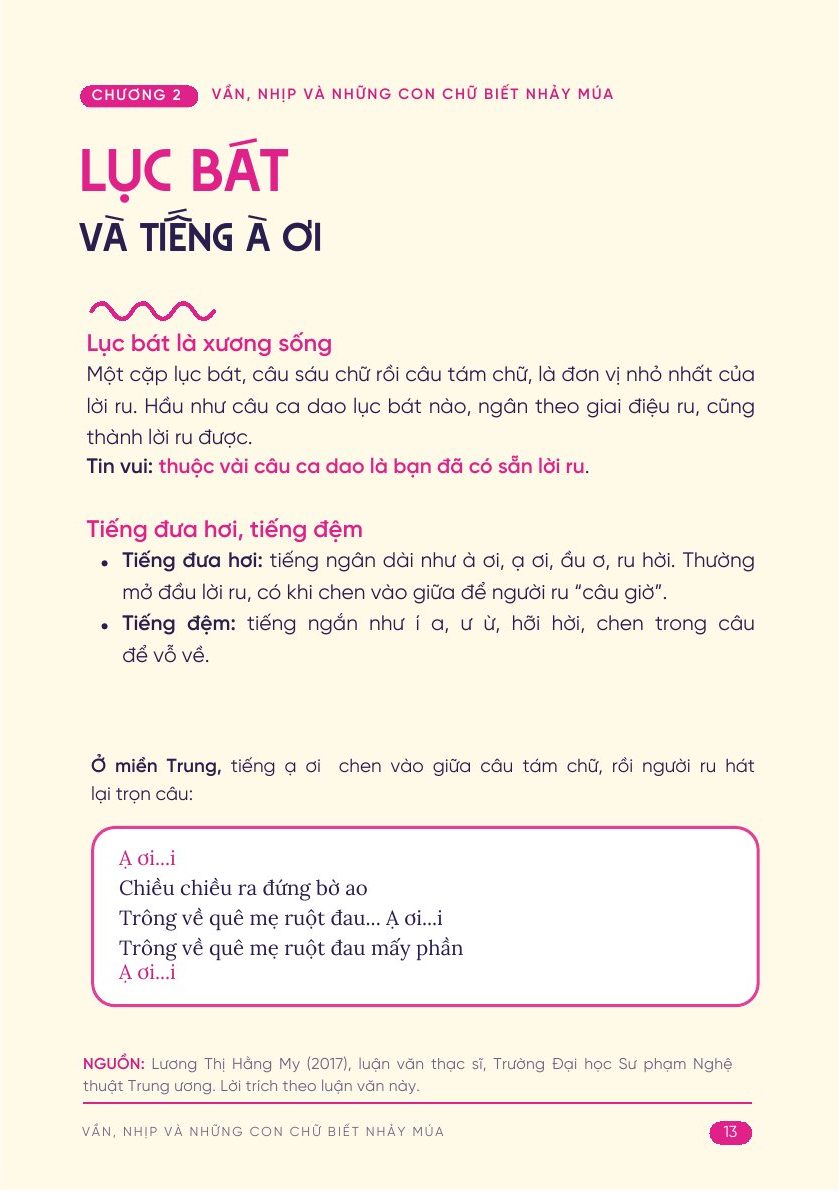 CHƯƠNG 2 VẦN, NHỊP VÀ NHỮNG CON CHỮ BIẾT NHẢY MÚA
LỤC BÁT
VÀ TIẾNG À ƠI
Lục bát là xương sống
Một cặp lục bát, câu sáu chữ rồi câu tám chữ, là đơn vị nhỏ nhất của
lời ru. Hầu như câu ca dao lục bát nào, ngân theo giai điệu ru, cũng
thành lời ru được.
Tin vui: thuộc vài câu ca dao là bạn đã có sẵn lời ru.
Tiếng đưa hơi, tiếng đệm
• Tiếng đưa hơi: tiếng ngân dài như à ơi, ạ ơi, ầu ơ, ru hời. Thường
mở đầu lời ru, có khi chen vào giữa để người ru “câu giờ”.
• Tiếng đệm: tiếng ngắn như í a, ư ừ, hỡi hời, chen trong câu
để vỗ về.
Ở miền Trung, tiếng ạ ơi chen vào giữa câu tám chữ, rồi người ru hát
lại trọn câu:
Ạ ơi...i
Chiều chiều ra đứng bờ ao
Trông về quê mẹ ruột đau... Ạ ơi...i
Trông về quê mẹ ruột đau mấy phần
Ạ ơi...i
NGUỒN: Lương Thị Hằng My (2017), luận văn thạc sĩ, Trường Đại học Sư phạm Nghệ
thuật Trung ương. Lời trích theo luận văn này.
VẦN, NHỊP VÀ NHỮNG CON CHỮ BIẾT NHẢY MÚA 13